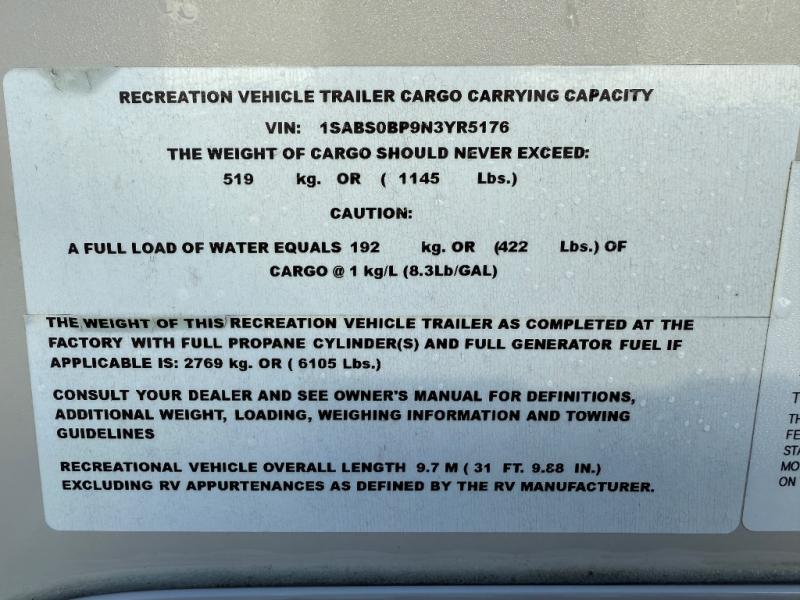 RECREATION VEHICLE TRAILER CARGO CARRYING CAPACITY
VIN: 1SABS0BP9N3YR5176
THE WEIGHT OF CARGO SHOULD NEVER EXCEED:
519 kg. OR ( 1145 Lbs.)
CAUTION:
A FULL LOAD OF WATER EQUALS 192 kg. OR (422 Lbs.) OF
CARGO @ 1 kg/L (8.3Lb/GAL)
THE WEIGHT OF THIS RECREATION VEHICLE TRAILER AS COMPLETED AT THE
FACTORY WITH FULL PROPANE CYLINDER(S) AND FULL GENERATOR FUEL IF
APPLICABLE IS: 2769 kg. OR ( 6105 Lbs.)
CONSULT YOUR DEALER AND SEE OWNER'S MANUAL FOR DEFINITIONS,
ADDITIONAL WEIGHT, LOADING, WEIGHING INFORMATION AND TOWING
GUIDELINES
RECREATIONAL VEHICLE OVERALL LENGTH 9.7 M ( 31 FT. 9.88 IN.)
EXCLUDING RV APPURTENANCES AS DEFINED BY THE RV MANUFACTURER.
T
TH
FE
STA
MO
ON